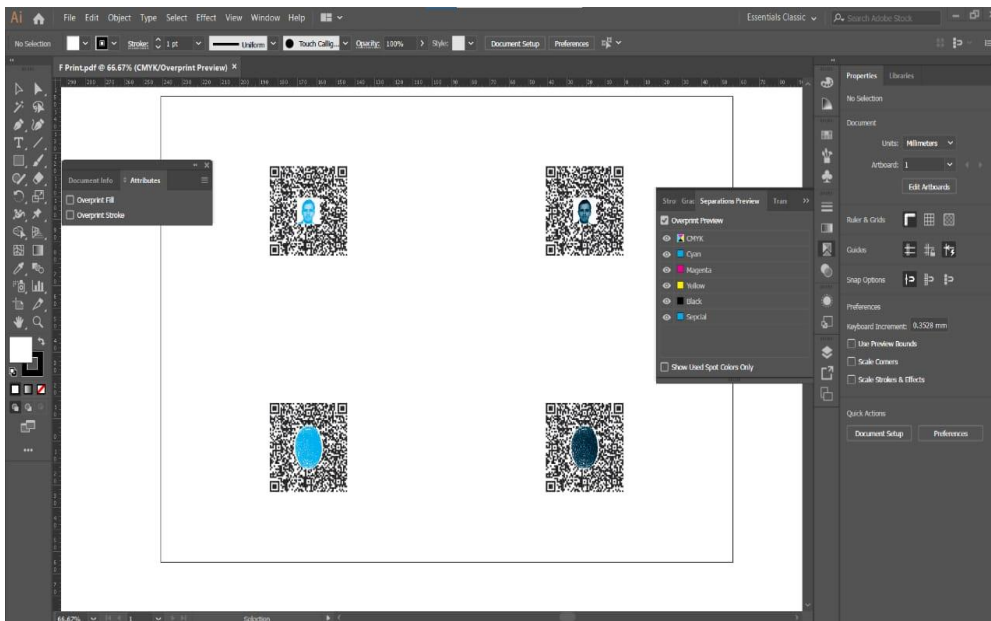 Ai File Edit Object Type Select Effect View Window Help Essentials Classic Search Adobe Stock
No Selection Stroke: 1 pt Uniform Touch Callig... Opacity: 100% Style: Document Setup Preferences
F Print.pdf @ 66.67% (CMYK/Overprint Preview) ×
Document Info Attributes
Overprint Fill
Overprint Stroke
Separations Preview Tran
Overprint Preview
CMYK
Cyan
Magenta
Yellow
Black
Sepcial
Show Used Spot Colors Only
Properties Libraries
No Selection
Document
Units: Millimeters
Artboard: 1
Edit Artboards
Ruler & Grids
Guides
Snap Options
Preferences
Keyboard Increment: 0.3528 mm
Use Preview Bounds
Scale Corners
Scale Strokes & Effects
Quick Actions
Document Setup Preferences
66.67% 1 Selection